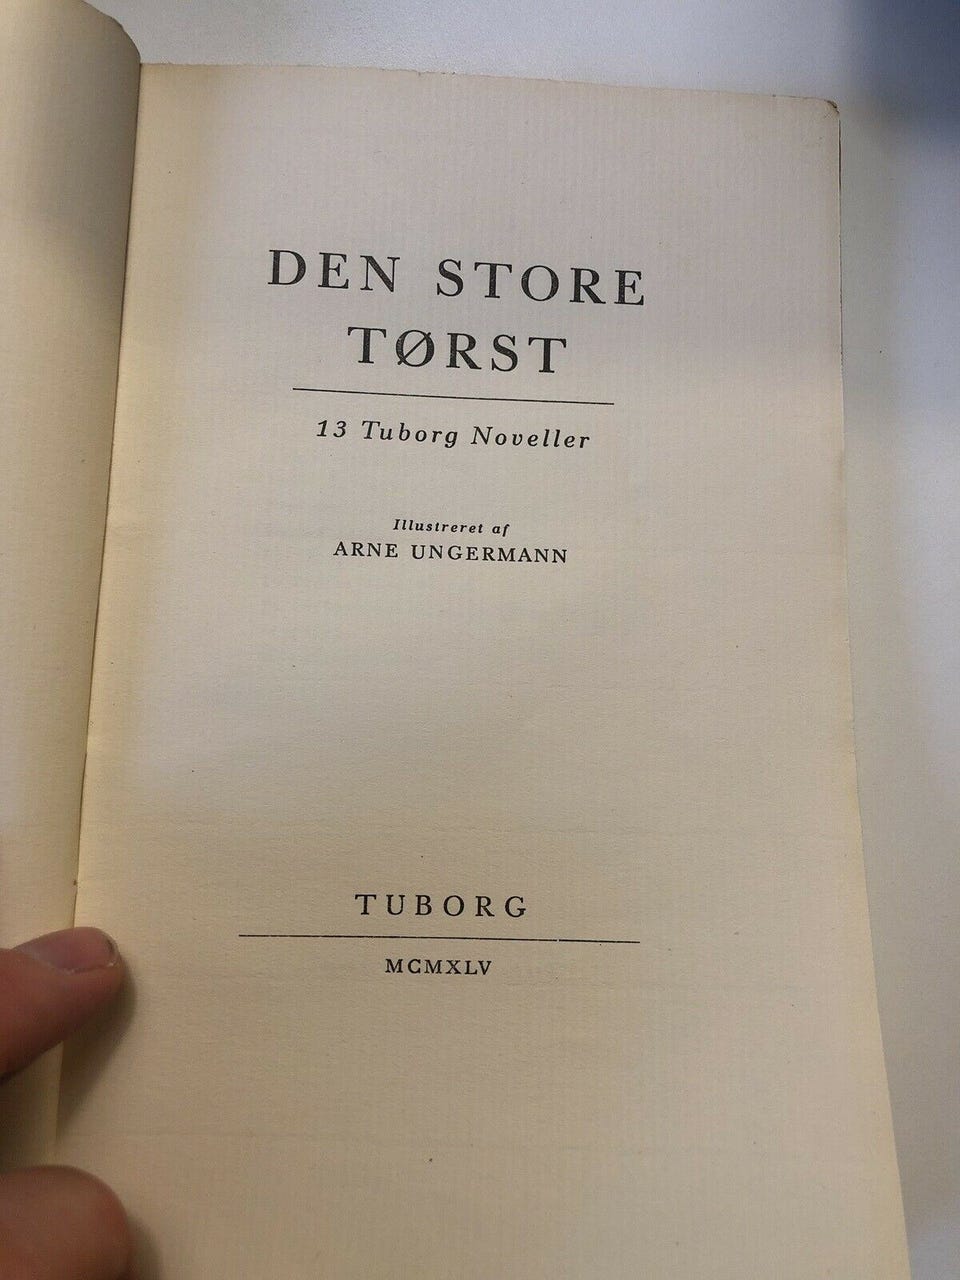 DEN STORE
TØRST
13 Tuborg Noveller
Illustreret af
ARNE UNGERMANN
TUBORG
MCMXLV